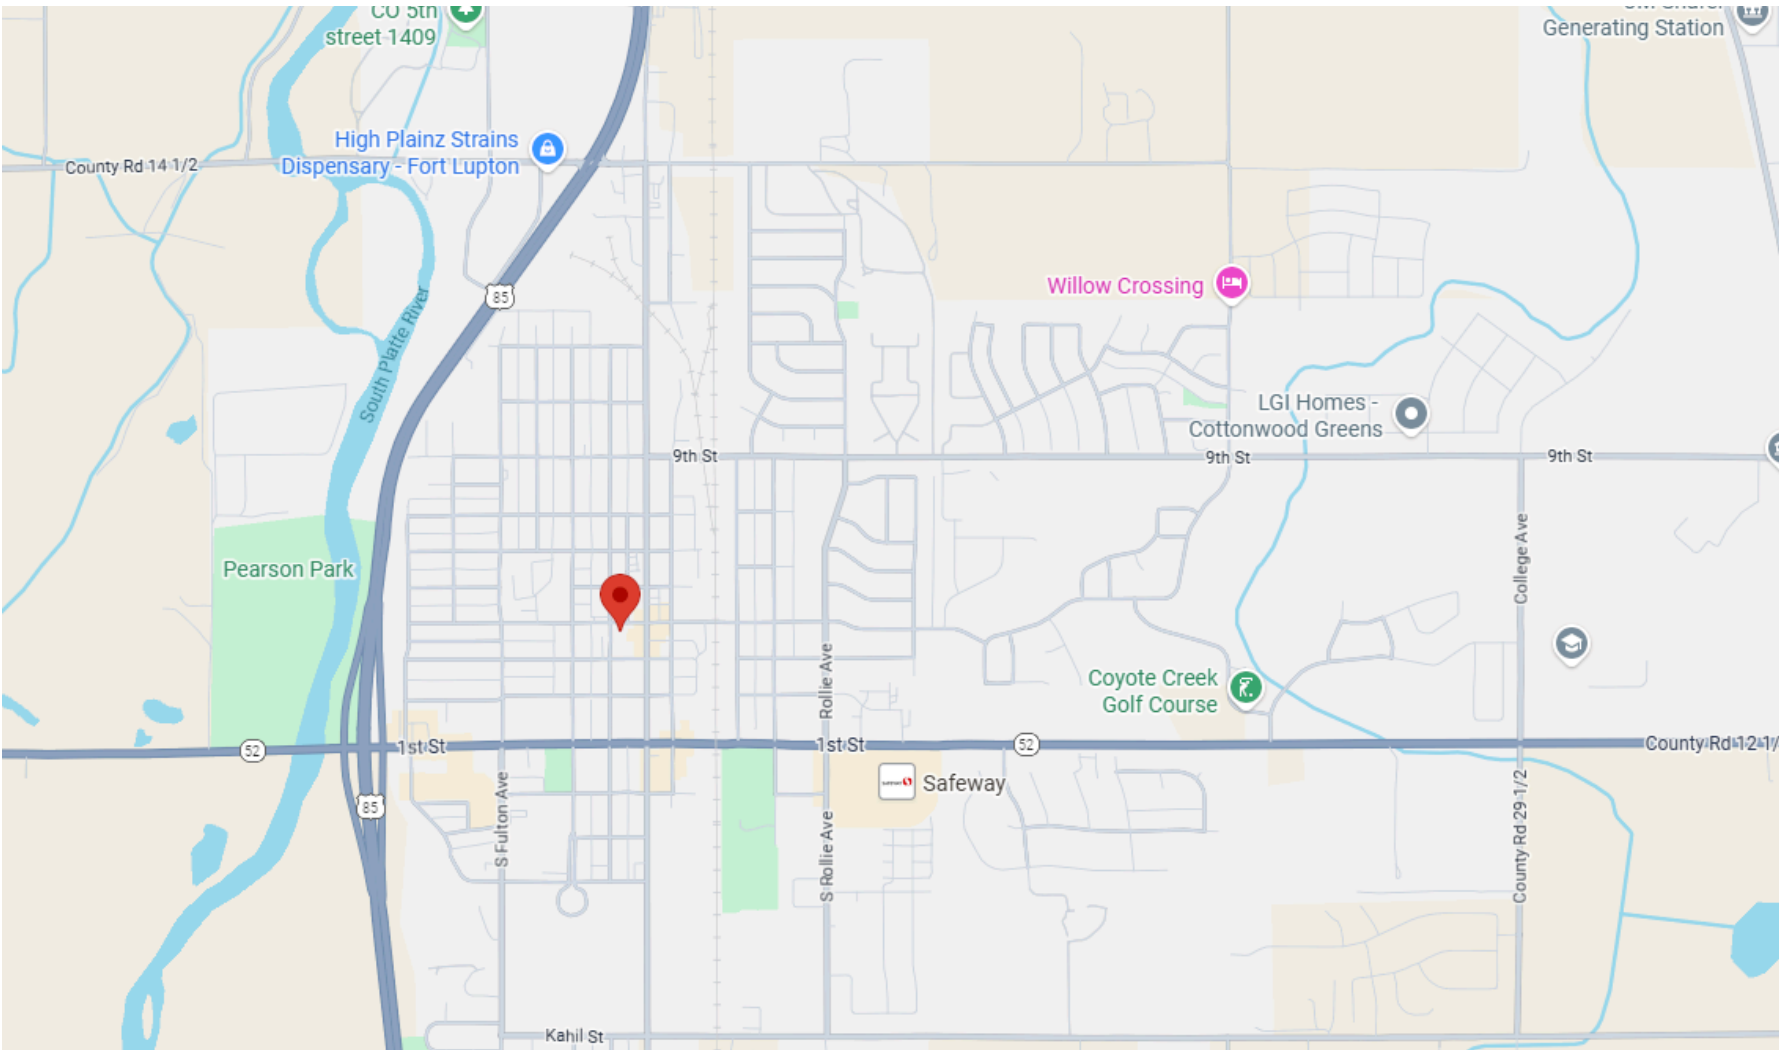 CO 5th
street 1409
Generating Station
High Plainz Strains
Dispensary - Fort Lupton
County Rd 14 1/2
Willow Crossing
85
South Platte River
LGI Homes -
Cottonwood Greens
9th St
9th St
9th St
Pearson Park
College Ave
Rollie Ave
Coyote Creek
Golf Course
52
1st St
1st St
52
County Rd 12 1/
Safeway
85
S Fulton Ave
S Rollie Ave
County Rd 29 1/2
Kahil St